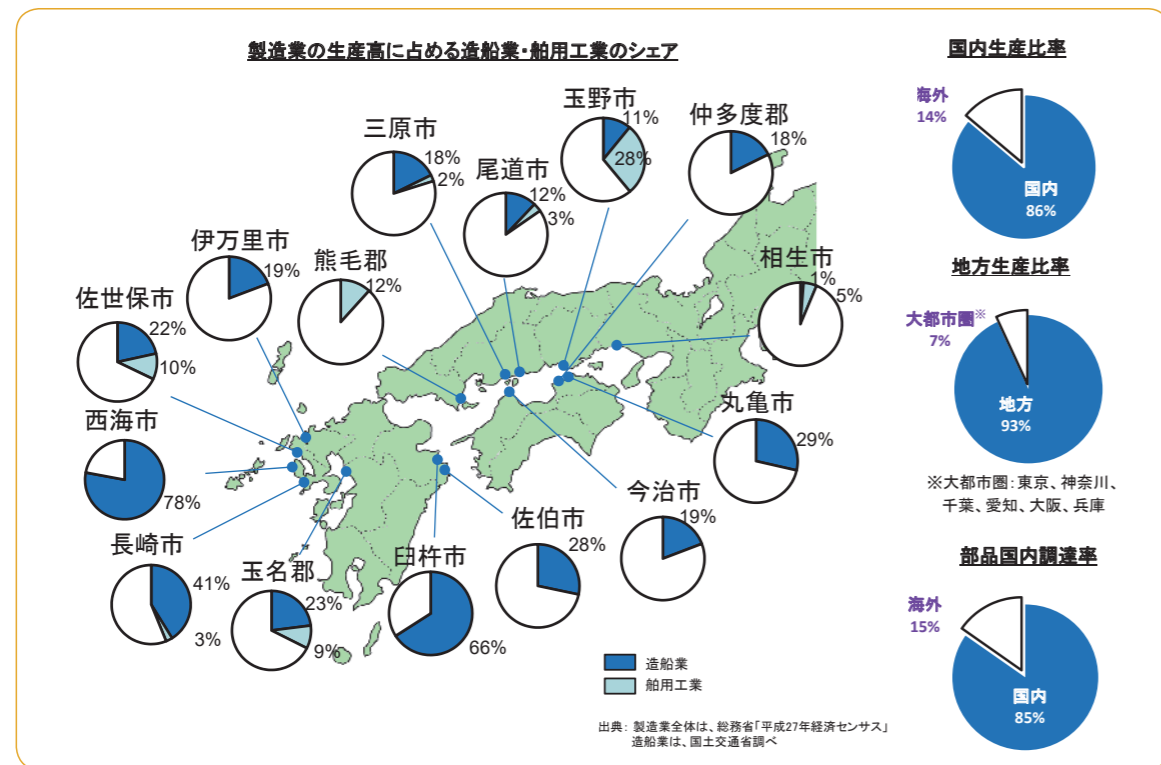 製造業の生産高に占める造船業・舶用工業のシェア
玉野市
11%
28%
仲多度郡
18%
三原市
18%
2%
尾道市
12%
3%
伊万里市
19%
熊毛郡
12%
相生市
1%
5%
佐世保市
22%
10%
西海市
78%
丸亀市
29%
今治市
19%
佐伯市
28%
臼杵市
66%
玉名郡
23%
9%
長崎市
41%
3%
造船業
舶用工業
出典: 製造業全体は、総務省「平成27年経済センサス」
造船業は、国土交通省調べ
国内生産比率
海外
14%
国内
86%
地方生産比率
大都市圏※
7%
地方
93%
※大都市圏:東京、神奈川、
千葉、愛知、大阪、兵庫
部品国内調達率
海外
15%
国内
85%